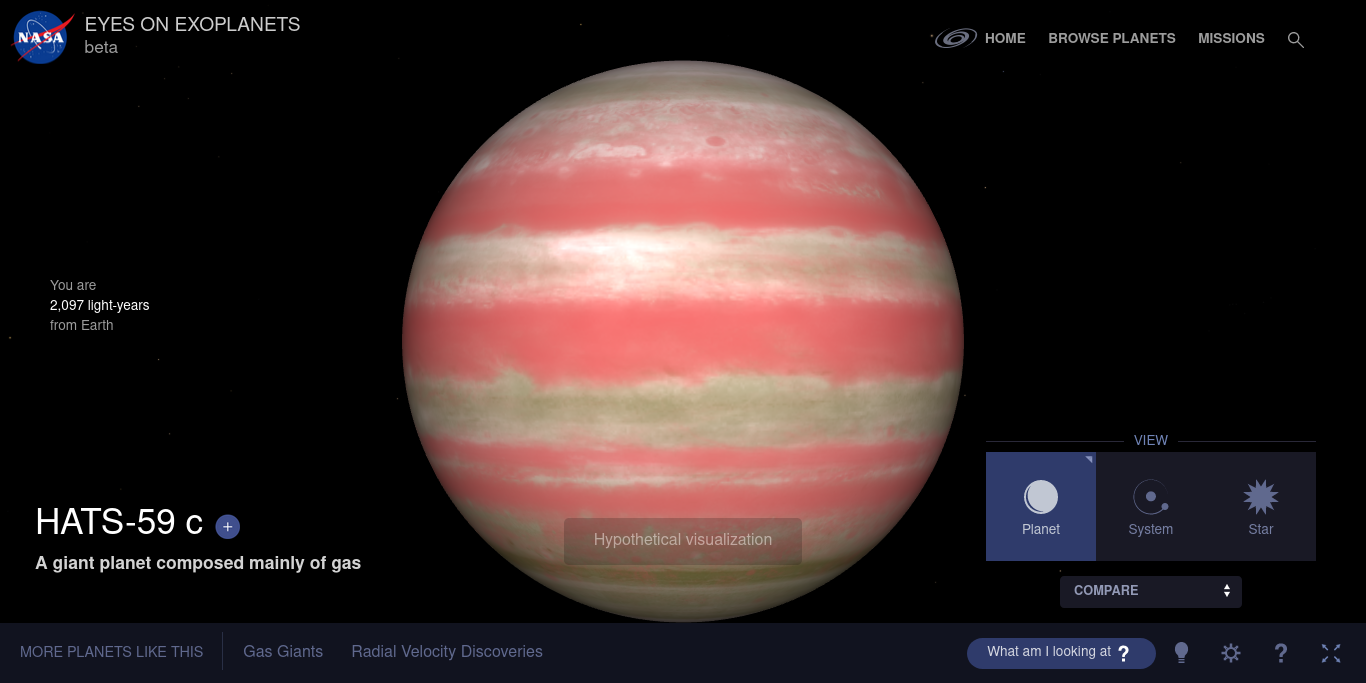 NASA
EYES ON EXOPLANETS
beta
HOME
BROWSE PLANETS
MISSIONS
You are
2,097 light-years
from Earth
HATS-59 c +
A giant planet composed mainly of gas
Hypothetical visualization
VIEW
Planet
System
Star
COMPARE
MORE PLANETS LIKE THIS
Gas Giants
Radial Velocity Discoveries
What am I looking at ?
?